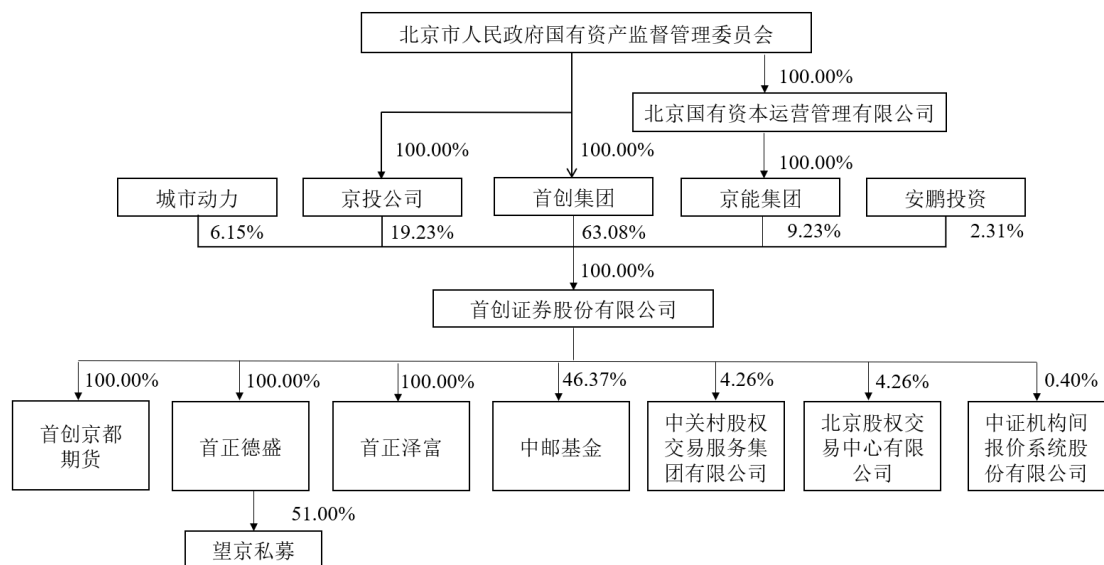 北京市人民政府国有资产监督管理委员会
100.00%
北京国有资本运营管理有限公司
100.00%
100.00%
100.00%
城市动力
京投公司
首创集团
京能集团
安鹏投资
6.15%
19.23%
63.08%
9.23%
2.31%
100.00%
首创证券股份有限公司
100.00%
100.00%
100.00%
46.37%
4.26%
4.26%
0.40%
首创京都
期货
首正德盛
首正泽富
中邮基金
中关村股权
交易服务集
团有限公司
北京股权交
易中心有限
公司
中证机构间
报价系统股
份有限公司
51.00%
望京私募